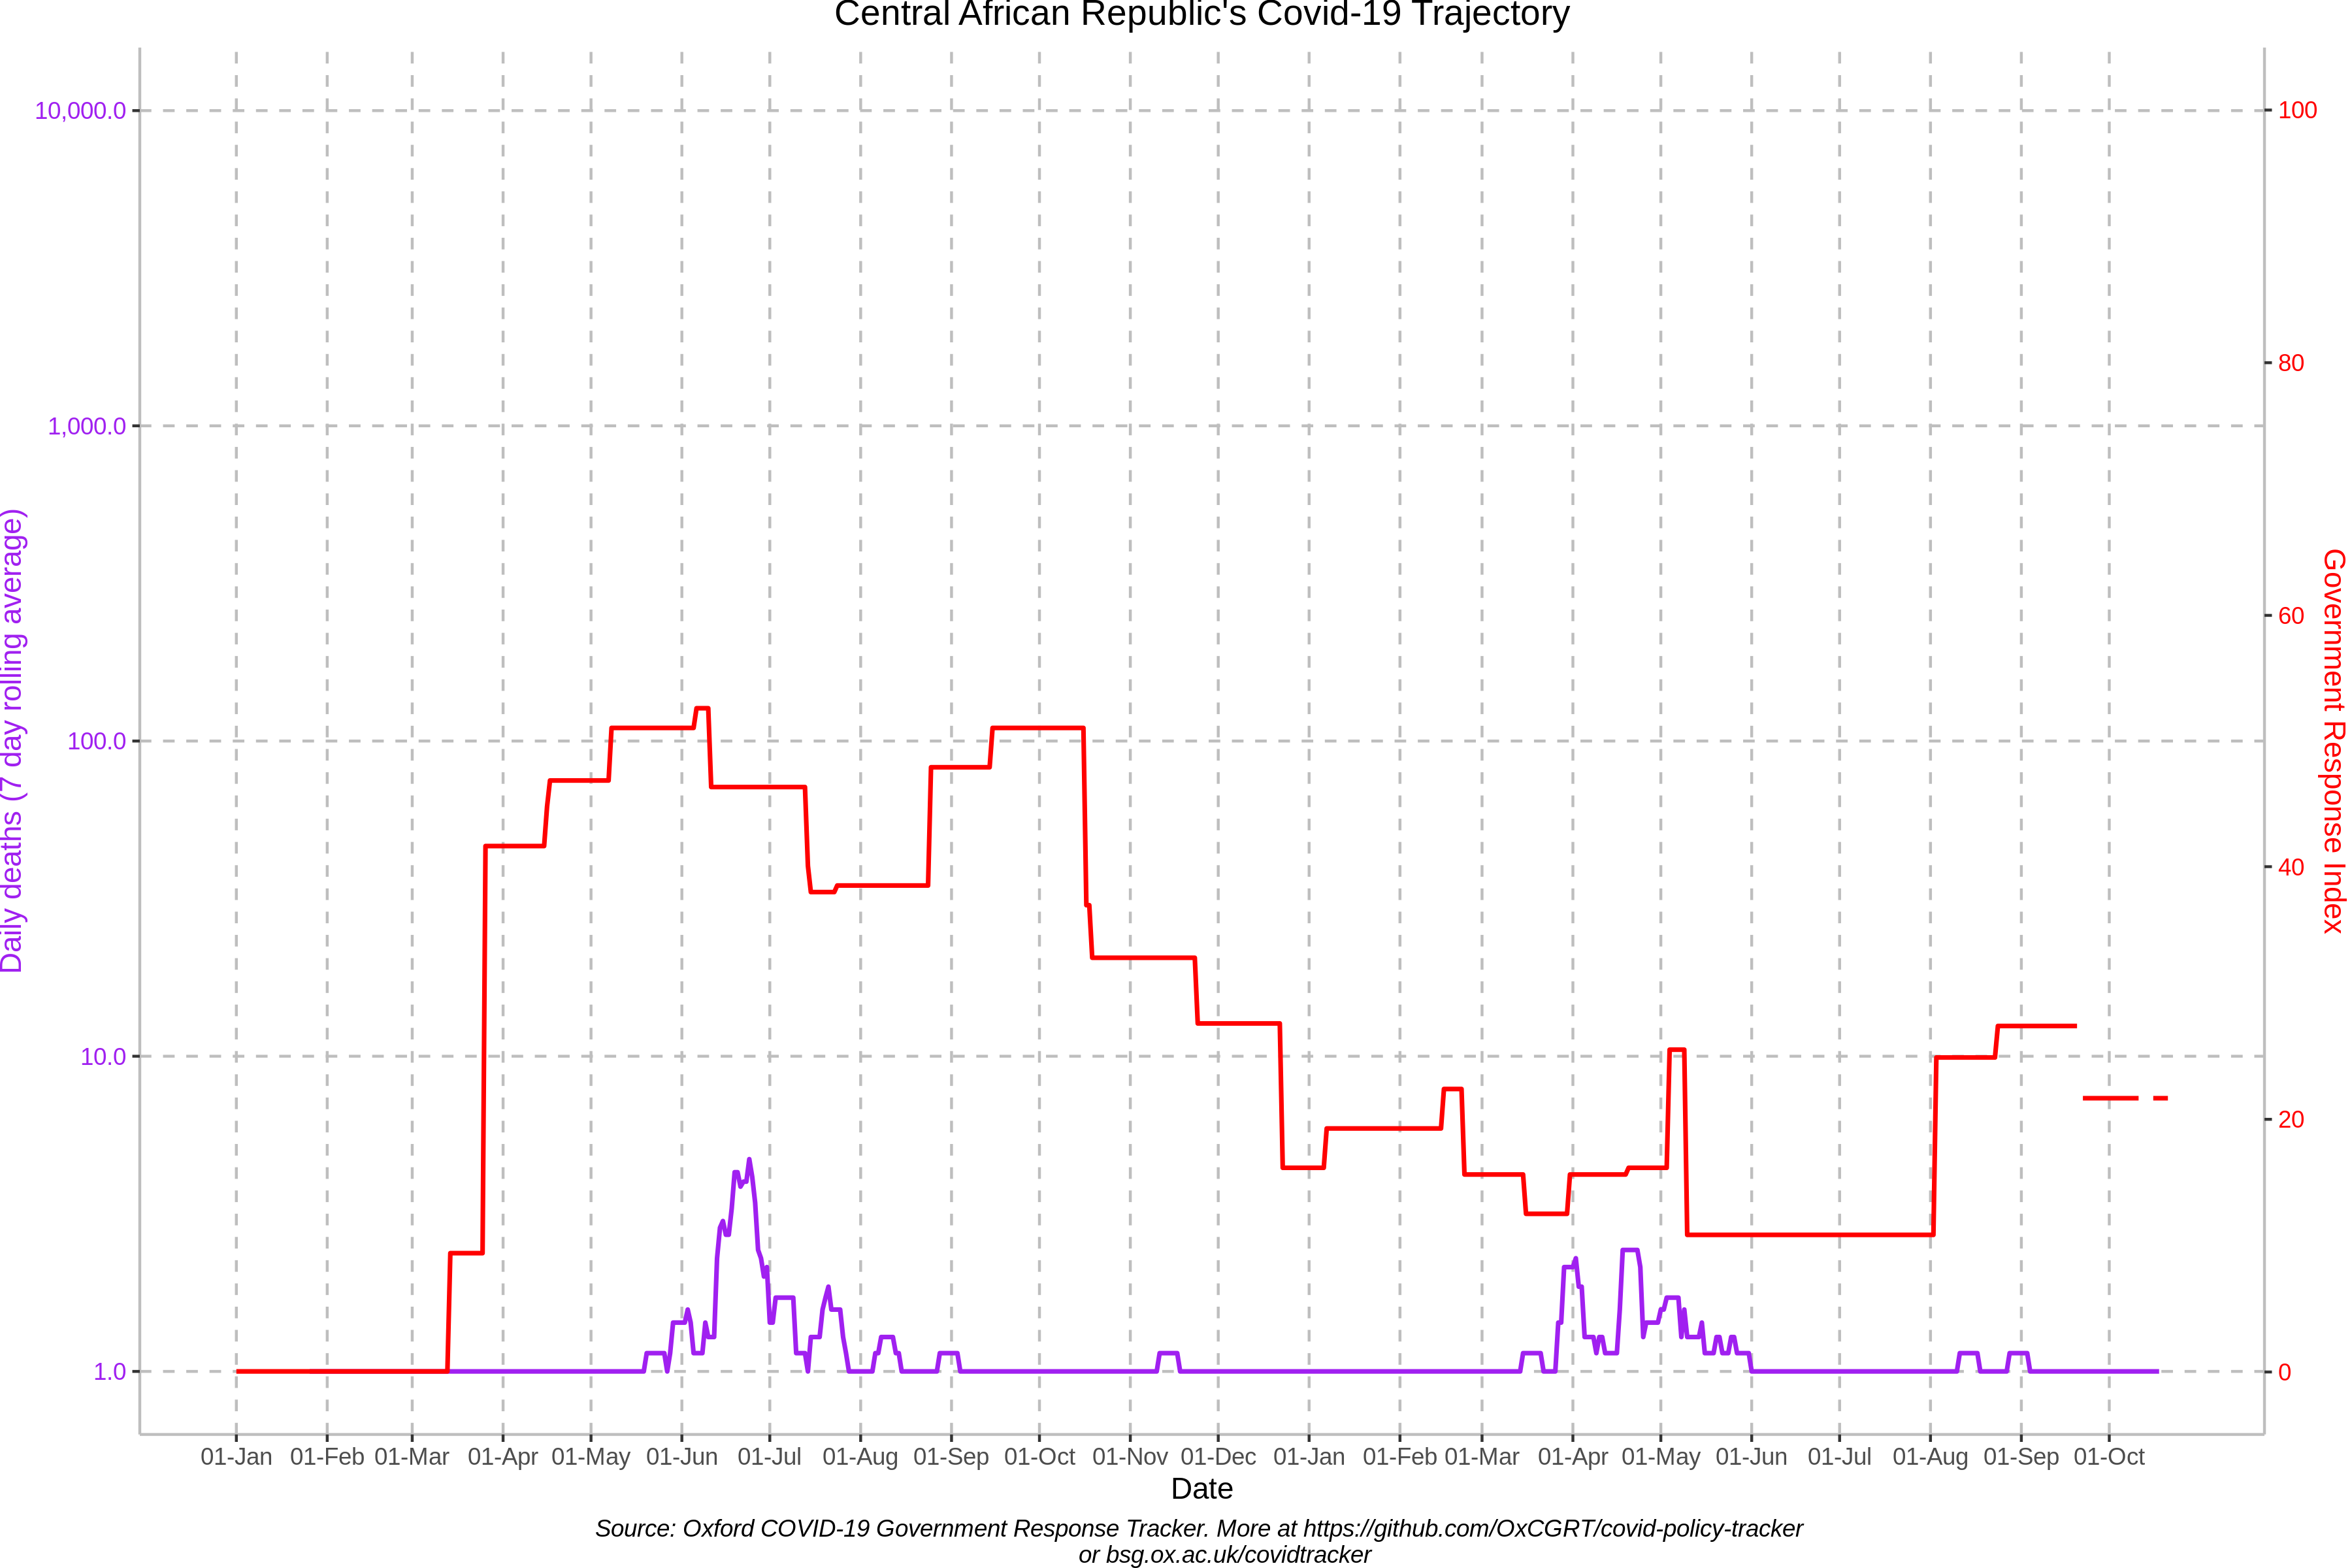 Central African Republic's Covid-19 Trajectory
10,000.0
1,000.0
100.0
10.0
1.0
Daily deaths (7 day rolling average)
100
80
60
40
20
0
Government Response Index
01-Jan 01-Feb 01-Mar 01-Apr 01-May 01-Jun 01-Jul 01-Aug 01-Sep 01-Oct 01-Nov 01-Dec 01-Jan 01-Feb 01-Mar 01-Apr 01-May 01-Jun 01-Jul 01-Aug 01-Sep 01-Oct
Date
Source: Oxford COVID-19 Government Response Tracker. More at https://github.com/OxCGRT/covid-policy-tracker
or bsg.ox.ac.uk/covidtracker